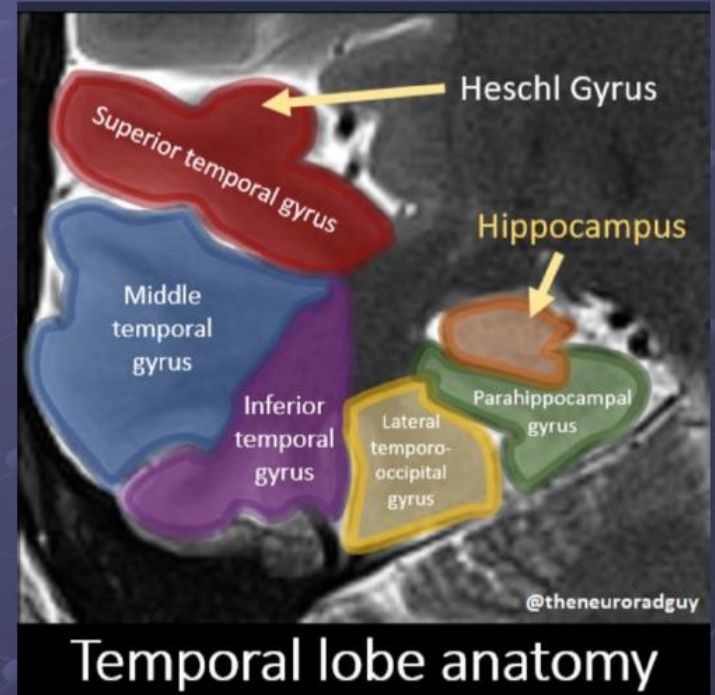 Heschl Gyrus
Superior temporal gyrus
Hippocampus
Middle
temporal
gyrus
Inferior
temporal
gyrus
Lateral
temporo-
occipital
gyrus
Parahippocampal
gyrus
@theneuroradguy
Temporal lobe anatomy